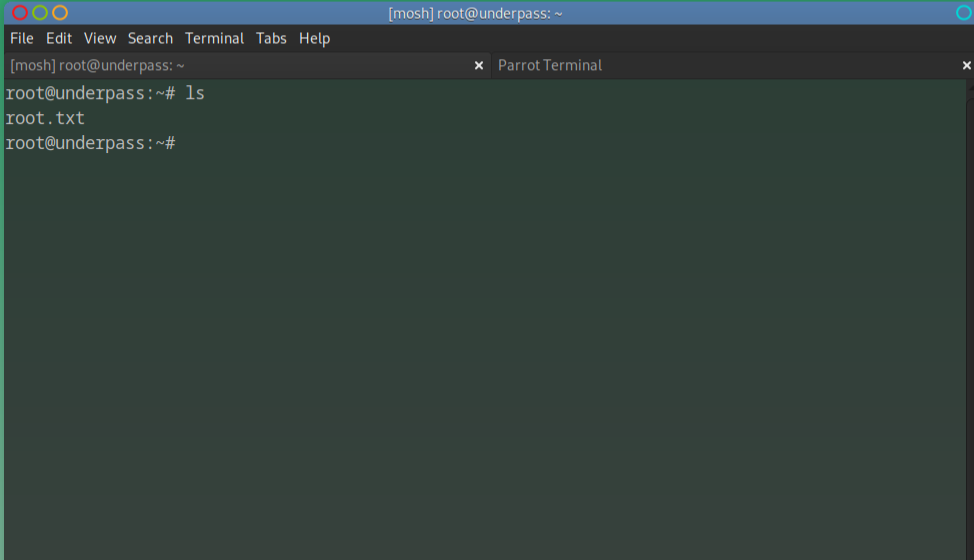 [mosh] root@underpass: ~
File Edit View Search Terminal Tabs Help
[mosh] root@underpass: ~ × Parrot Terminal ×
root@underpass:~# ls
root.txt
root@underpass:~#